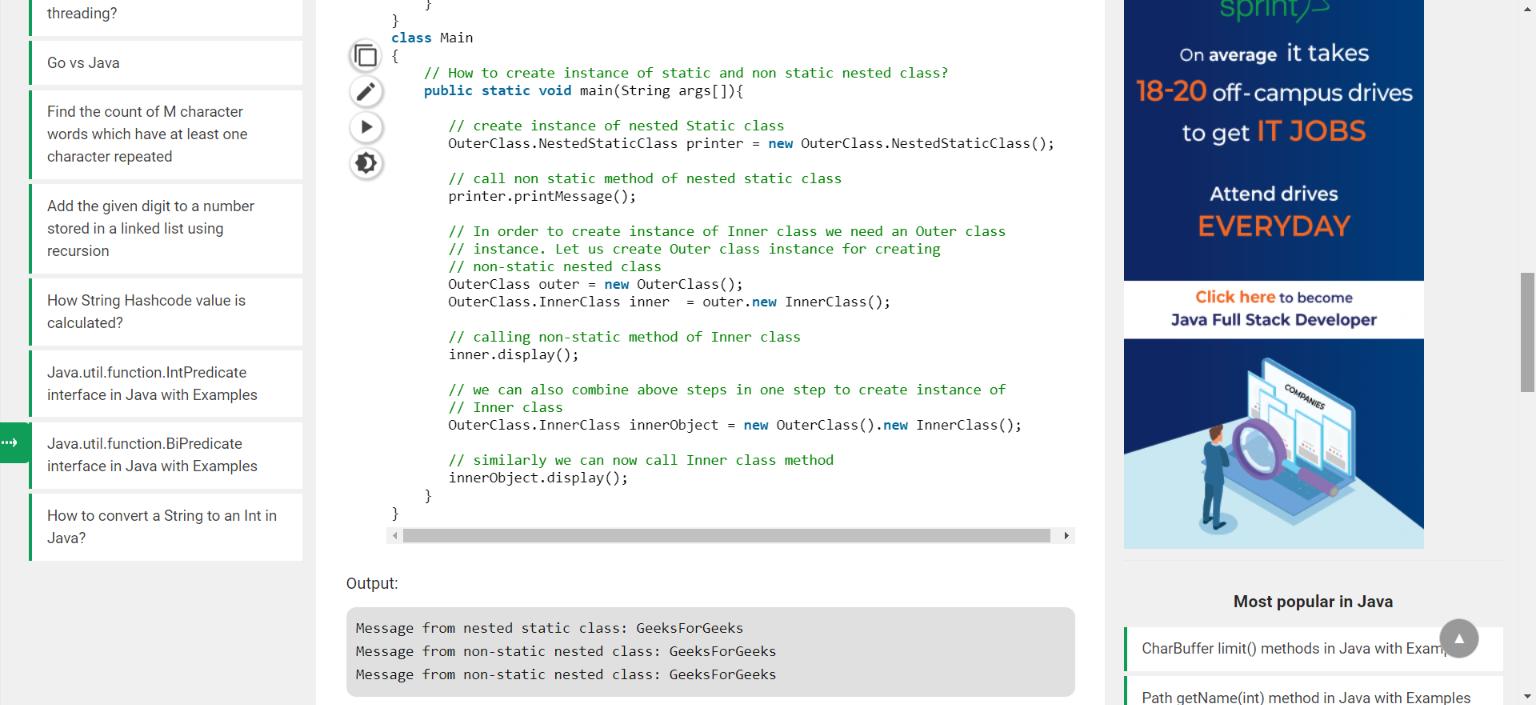 threading?
Go vs Java
Find the count of M character
words which have at least one
character repeated
Add the given digit to a number
stored in a linked list using
recursion
How String Hashcode value is
calculated?
Java.util.function.IntPredicate
interface in Java with Examples
Java.util.function.BiPredicate
interface in Java with Examples
How to convert a String to an Int in
Java?
}
}
class Main
{
// How to create instance of static and non static nested class?
public static void main(String args[]){
// create instance of nested Static class
OuterClass.NestedStaticClass printer = new OuterClass.NestedStaticClass();
// call non static method of nested static class
printer.printMessage();
// In order to create instance of Inner class we need an Outer class
// instance. Let us create Outer class instance for creating
// non-static nested class
OuterClass outer = new OuterClass();
OuterClass.InnerClass inner  = outer.new InnerClass();
// calling non-static method of Inner class
inner.display();
// we can also combine above steps in one step to create instance of
// Inner class
OuterClass.InnerClass innerObject = new OuterClass().new InnerClass();
// similarly we can now call Inner class method
innerObject.display();
}
}
Output:
Message from nested static class: GeeksForGeeks
Message from non-static nested class: GeeksForGeeks
Message from non-static nested class: GeeksForGeeks
sprint
On average it takes
18-20 off-campus drives
to get IT JOBS
Attend drives
EVERYDAY
Click here to become
Java Full Stack Developer
COMPANIES
Most popular in Java
CharBuffer limit() methods in Java with Exam
Path getName(int) method in Java with Examples